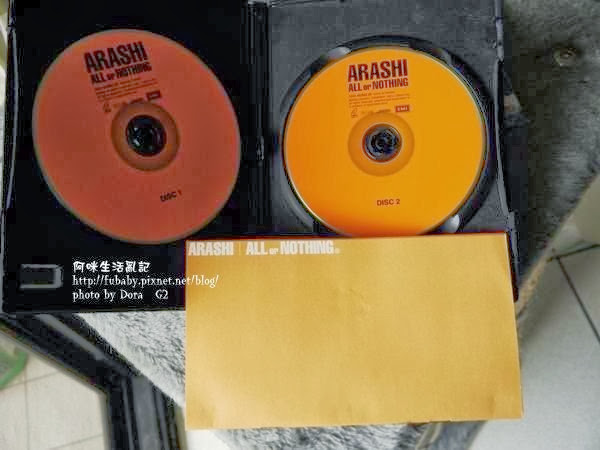 ARASHI
ALL OR NOTHING
DISC 1
ARASHI
ALL OR NOTHING
EMI
DISC 2
ARASHI ALL OR NOTHING
阿咪生活亂記
http://fubaby.pixnet.net/blog/
photo by Dora G2